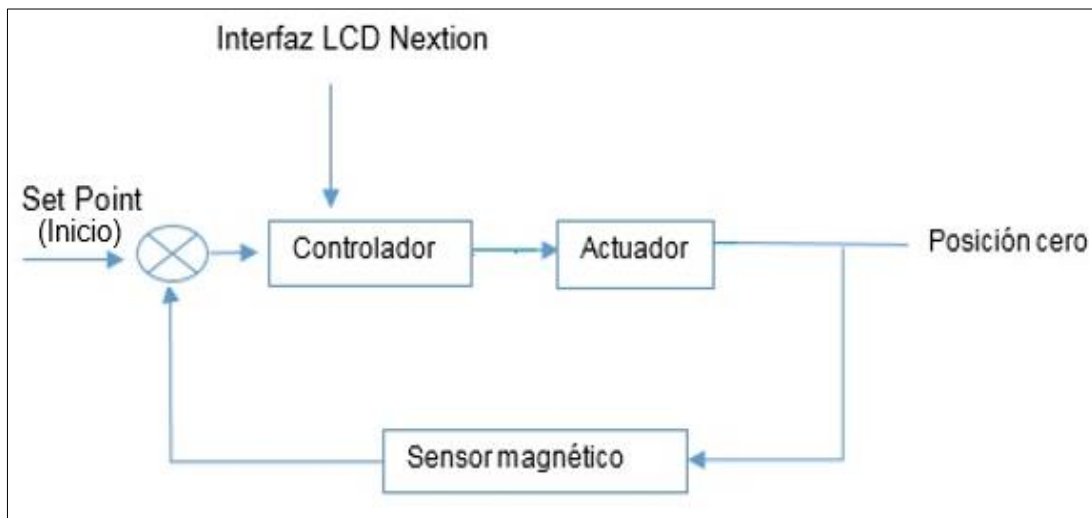 Interfaz LCD Nextion
Set Point
(Inicio)
Controlador
Actuador
Posición cero
Sensor magnético